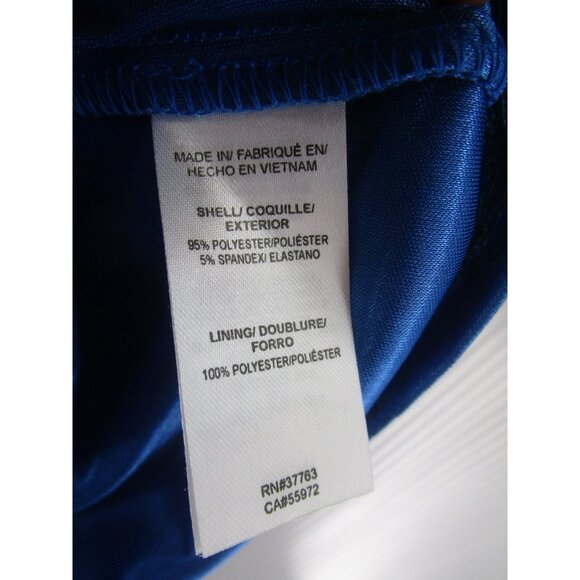 MADE IN/ FABRIQUÉ EN/
HECHO EN VIETNAM
SHELL/ COQUILLE/
EXTERIOR
95% POLYESTER/POLIÉSTER
5% SPANDEX/ ELASTANO
LINING/ DOUBLURE/
FORRO
100% POLYESTER/POLIÉSTER
RN#37763
CA#55972